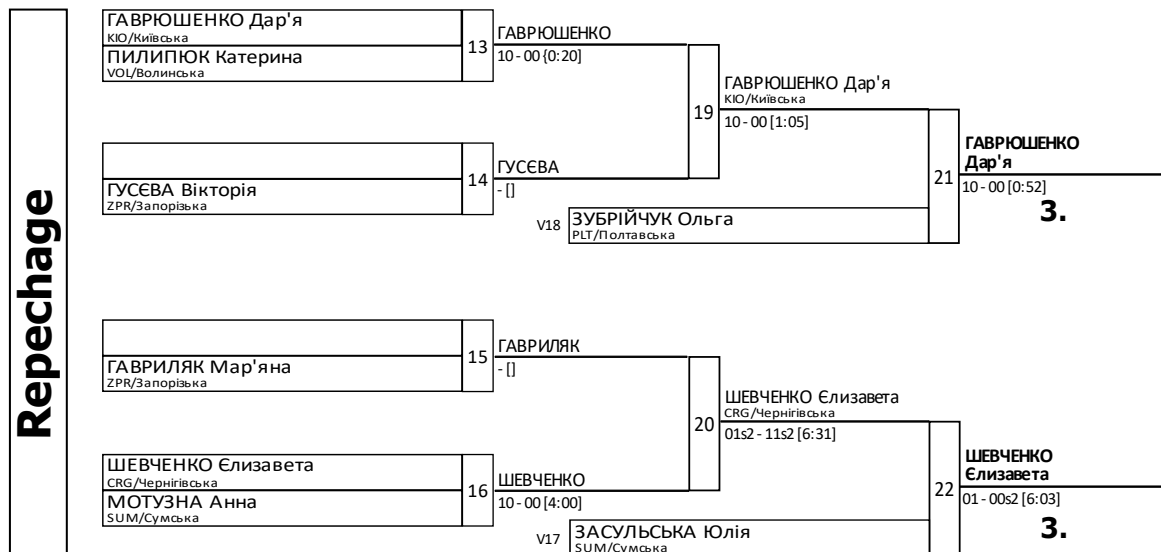 Repechage
ГАВРЮШЕНКО Дар'я
KIO/Київська
ПИЛИПЮК Катерина
VOL/Волинська
13
ГАВРЮШЕНКО
10 - 00 {0:20]
ГУСЄВА Вікторія
ZPR/Запорізька
14
ГУСЄВА
- []
19
ГАВРЮШЕНКО Дар'я
KIO/Київська
10 - 00 [1:05]
V18
ЗУБРІЙЧУК Ольга
PLT/Полтавська
21
ГАВРЮШЕНКО
Дар'я
10 - 00 [0:52]
3.
ГАВРИЛЯК Мар'яна
ZPR/Запорізька
15
ГАВРИЛЯК
- []
ШЕВЧЕНКО Єлизавета
CRG/Чернігівська
МОТУЗНА Анна
SUM/Сумська
16
ШЕВЧЕНКО
10 - 00 [4:00]
20
ШЕВЧЕНКО Єлизавета
CRG/Чернігівська
01s2 - 11s2 [6:31]
V17
ЗАСУЛЬСЬКА Юлія
SUM/Сумська
22
ШЕВЧЕНКО
Єлизавета
01 - 00s2 [6:03]
3.